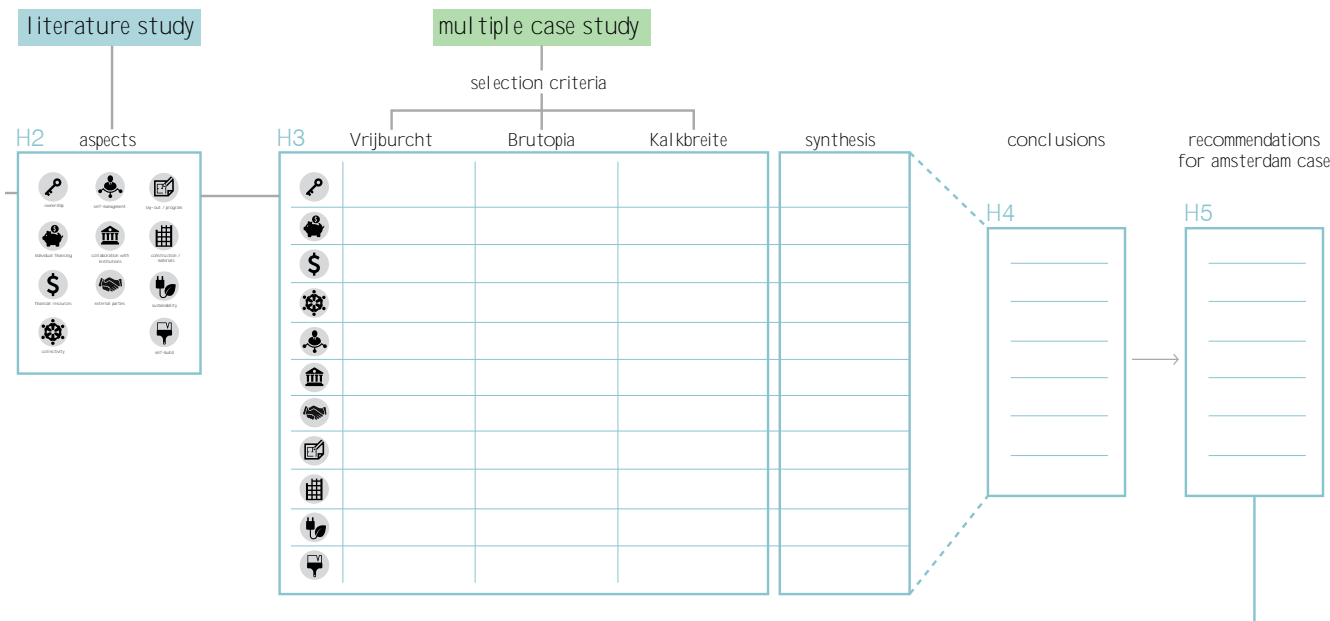 literature study
multiple case study
selection criteria
H2 aspects
H3 Vrijburcht Brutopia Kalkbreite synthesis
conclusions
recommendations
for amsterdam case
ownership
self-management
lay-out / program
individual financing
collaboration with
institutions
construction /
materials
financial resources
external parties
sustainability
collectivity
self-build
H4
H5